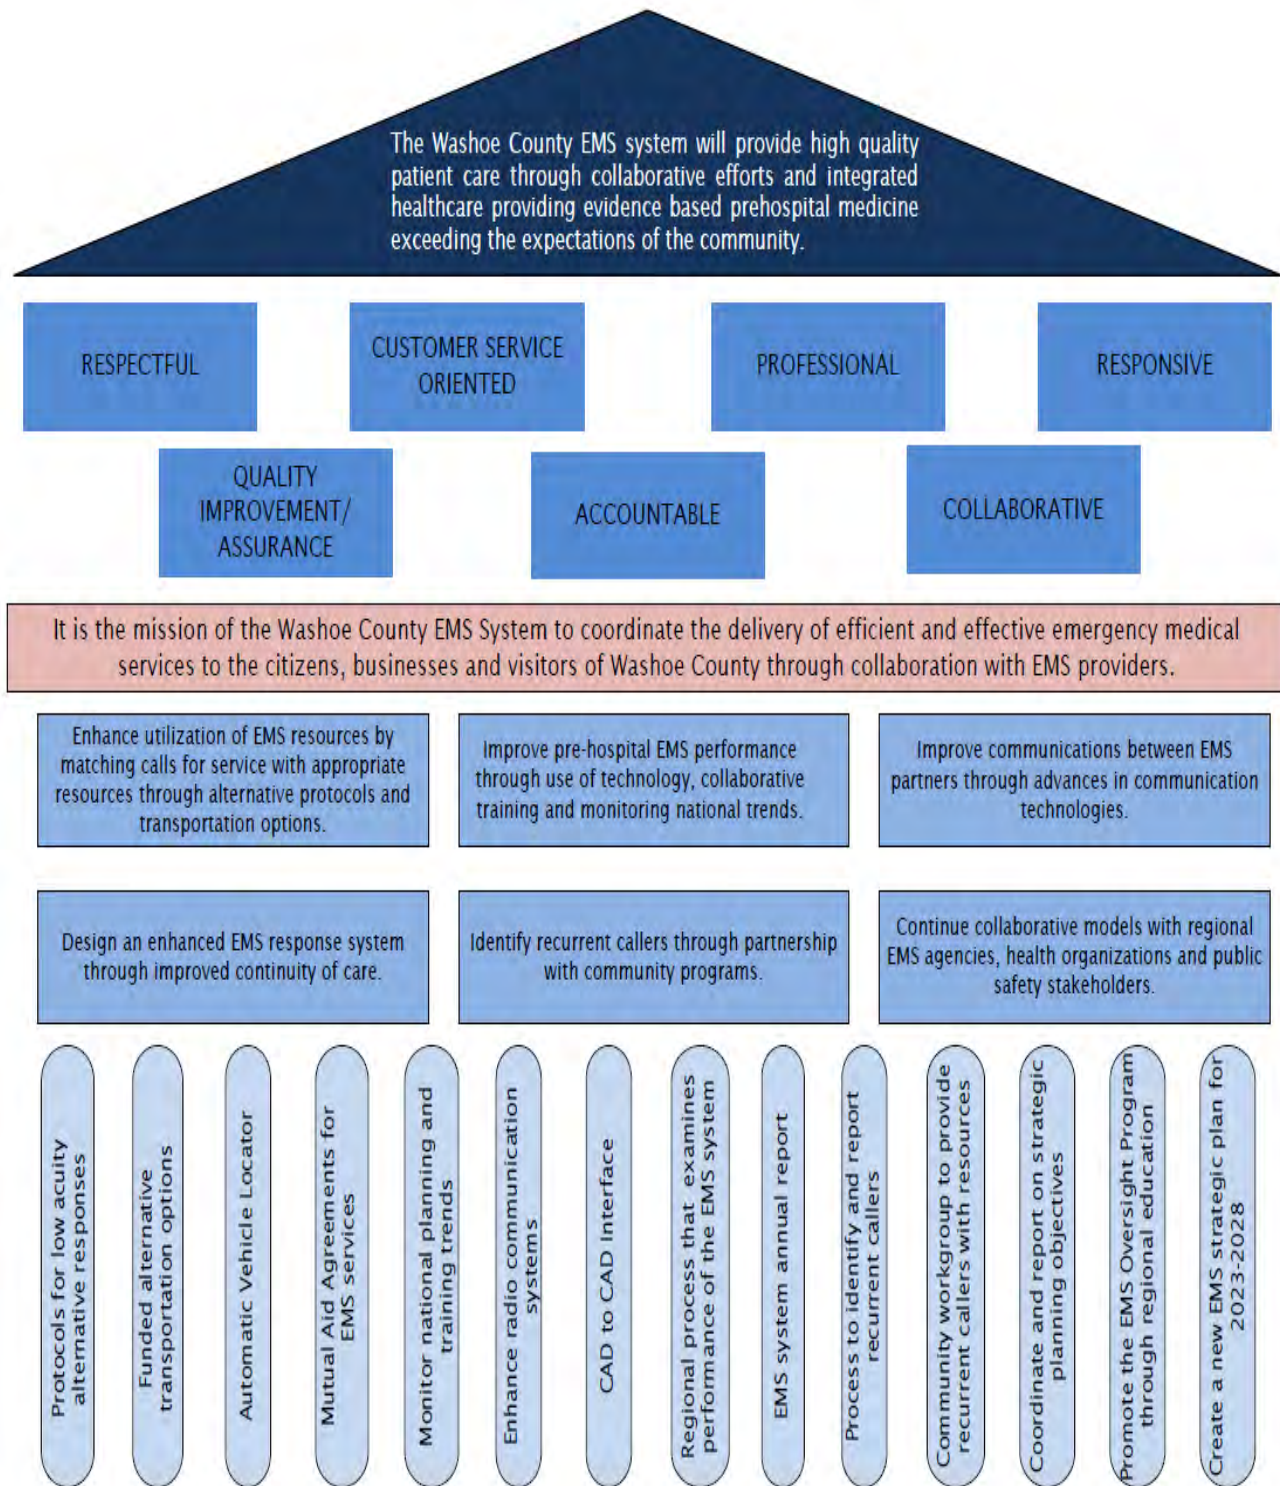 The Washoe County EMS system will provide high quality
patient care through collaborative efforts and integrated
healthcare providing evidence based prehospital medicine
exceeding the expectations of the community.
RESPECTFUL
CUSTOMER SERVICE
ORIENTED
PROFESSIONAL
RESPONSIVE
QUALITY
IMPROVEMENT/
ASSURANCE
ACCOUNTABLE
COLLABORATIVE
It is the mission of the Washoe County EMS System to coordinate the delivery of efficient and effective emergency medical
services to the citizens, businesses and visitors of Washoe County through collaboration with EMS providers.
Enhance utilization of EMS resources by
matching calls for service with appropriate
resources through alternative protocols and
transportation options.
Improve pre-hospital EMS performance
through use of technology, collaborative
training and monitoring national trends.
Improve communications between EMS
partners through advances in communication
technologies.
Design an enhanced EMS response system
through improved continuity of care.
Identify recurrent callers through partnership
with community programs.
Continue collaborative models with regional
EMS agencies, health organizations and public
safety stakeholders.
Protocols for low acuity
alternative responses
Funded alternative
transportation options
Automatic Vehicle Locator
Mutual Aid Agreements for
EMS services
Monitor national planning and
training trends
Enhance radio communication
systems
CAD to CAD Interface
Regional process that examines
performance of the EMS system
EMS system annual report
Process to identify and report
recurrent callers
Community workgroup to provide
recurrent callers with resources
Coordinate and report on strategic
planning objectives
Promote the EMS Oversight Program
through regional education
Create a new EMS strategic plan for
2023-2028